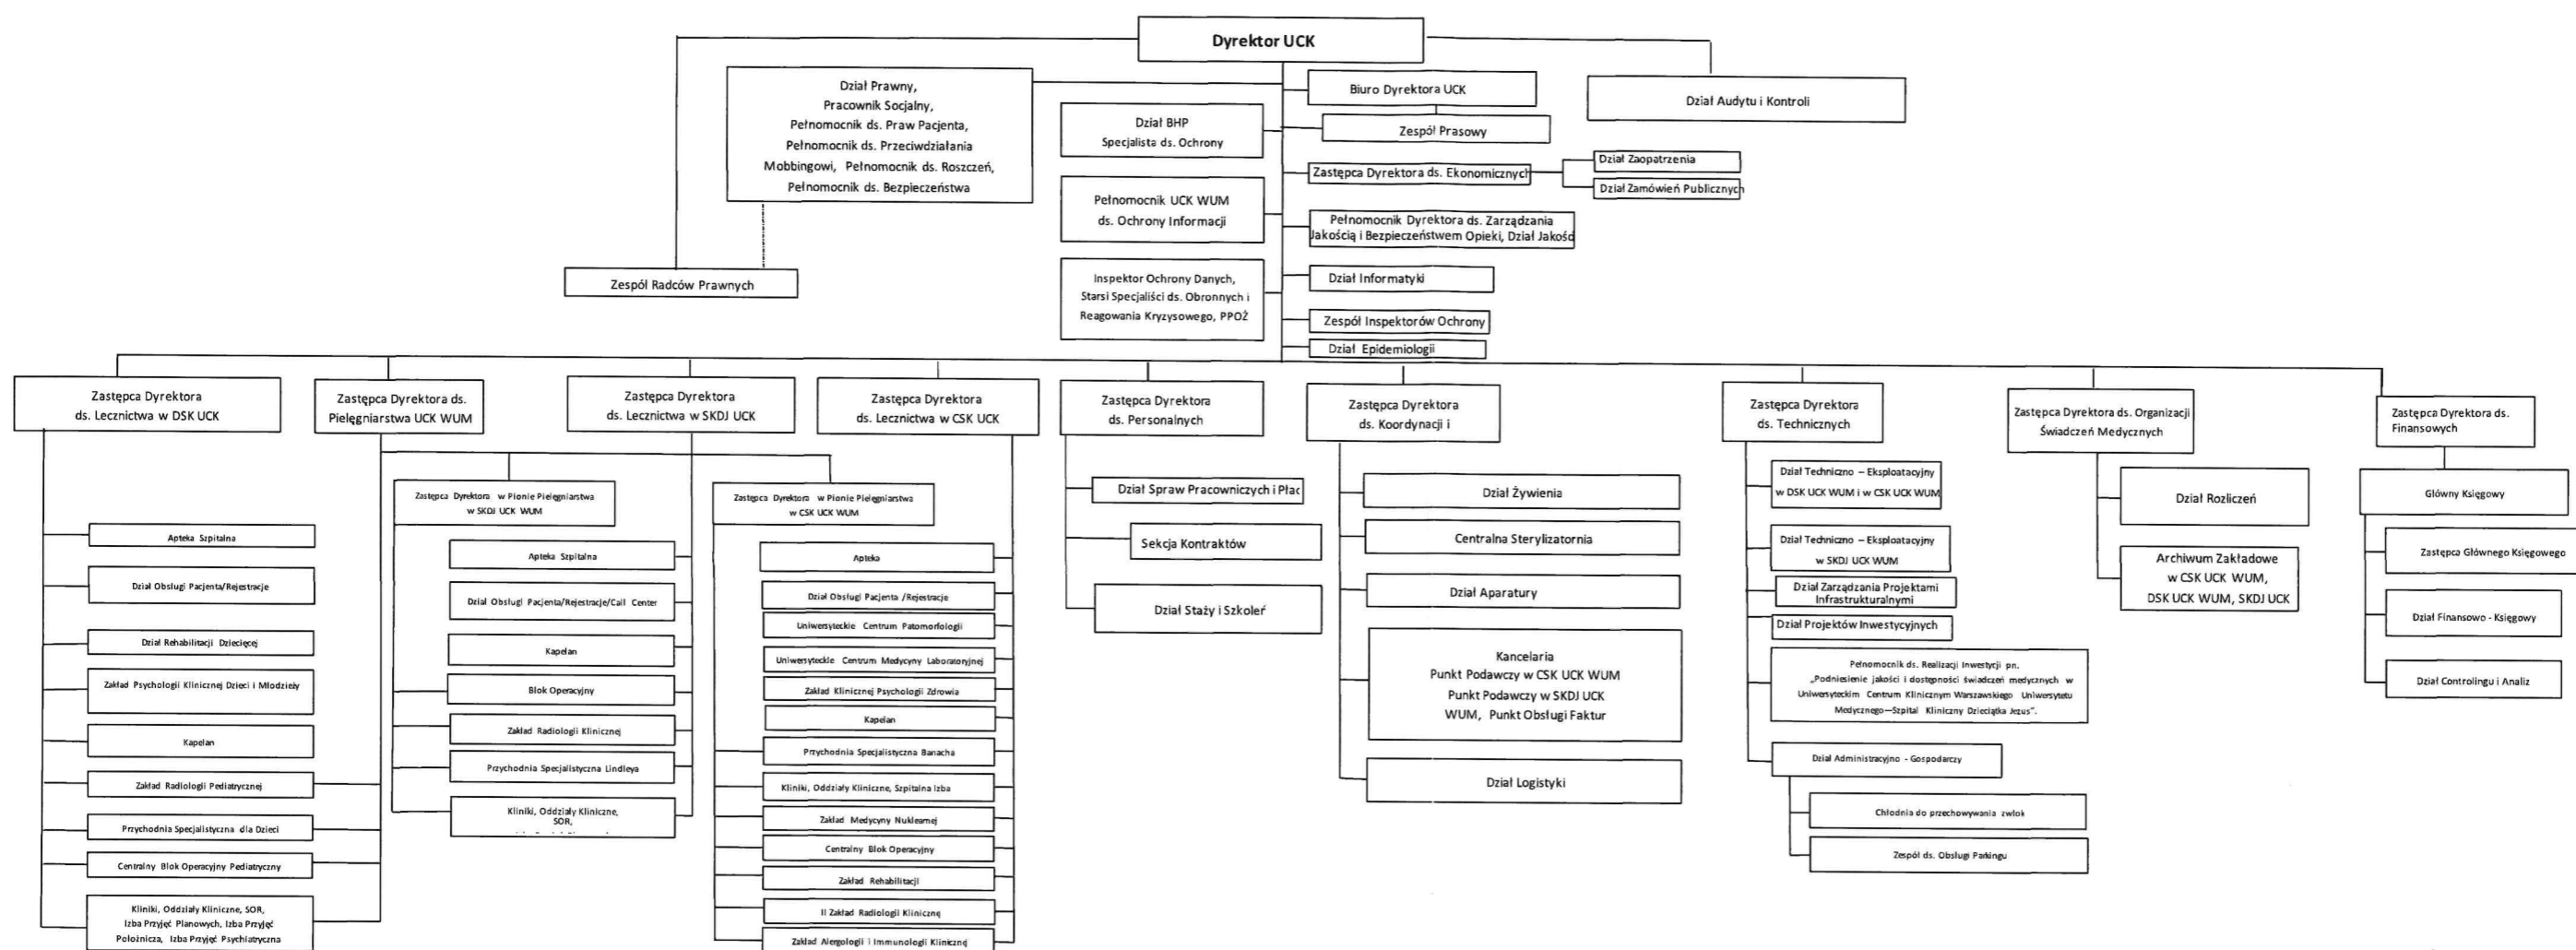 Dyrektor UCK
Dział Prawny,
Pracownik Socjalny,
Pełnomocnik ds. Praw Pacjenta,
Pełnomocnik ds. Przeciwdziałania
Mobbingowi, Pełnomocnik ds. Roszczeń,
Pełnomocnik ds. Bezpieczeństwa
Zespół Radców Prawnych
Dział BHP
Specjalista ds. Ochrony
Pełnomocnik UCK WUM
ds. Ochrony Informacji
Inspektor Ochrony Danych,
Starsi Specjaliści ds. Obronnych i
Reagowania Kryzysowego, PPOŻ
Biuro Dyrektora UCK
Zespół Prasowy
Zastępca Dyrektora ds. Ekonomicznych
Dział Zaopatrzenia
Dział Zamówień Publicznych
Pełnomocnik Dyrektora ds. Zarządzania
Jakością i Bezpieczeństwem Opieki, Dział Jakośd
Dział Informatyki
Zespół Inspektorów Ochrony
Dział Epidemiologii
Dział Audytu i Kontroli
Zastępca Dyrektora
ds. Lecznictwa w DSK UCK
Apteka Szpitalna
Dział Obsługi Pacjenta/Rejestracje
Dział Rehabilitacji Dziecięcej
Zakład Psychologii Klinicznej Dzieci i Młodzieży
Kapelan
Zakład Radiologii Pediatrycznej
Przychodnia Specjalistyczna dla Dzieci
Centralny Blok Operacyjny Pediatryczny
Kliniki, Oddziały Kliniczne, SOR,
Izba Przyjęć Planowych, Izba Przyjęć
Położnicza, Izba Przyjęć Psychiatryczna
Zastępca Dyrektora ds.
Pielęgniarstwa UCK WUM
Zastępca Dyrektora w Pionie Pielęgniarstwa
w SKDJ UCK WUM
Zastępca Dyrektora
ds. Lecznictwa w SKDJ UCK
Apteka Szpitalna
Dział Obsługi Pacjenta/Rejestracje/Call Center
Kapelan
Blok Operacyjny
Zakład Radiologii Klinicznej
Przychodnia Specjalistyczna Lindleya
Kliniki, Oddziały Kliniczne,
SOR,
Zastępca Dyrektora w Pionie Pielęgniarstwa
w CSK UCK WUM
Zastępca Dyrektora
ds. Lecznictwa w CSK UCK
Apteka
Dział Obsługi Pacjenta /Rejestracje
Uniwersyteckie Centrum Patomorfologii
Uniwersyteckie Centrum Medycyny Laboratoryjnej
Zakład Klinicznej Psychologii Zdrowia
Kapelan
Przychodnia Specjalistyczna Banacha
Kliniki, Oddziały Kliniczne, Szpitalna Izba
Zakład Medycyny Nuklearnej
Centralny Blok Operacyjny
Zakład Rehabilitacji
II Zakład Radiologii Kliniczne
Zakład Alergologii i Immunologii Klinicznej
Zastępca Dyrektora
ds. Personalnych
Dział Spraw Pracowniczych i Płac
Sekcja Kontraktów
Dział Staży i Szkoleń
Zastępca Dyrektora
ds. Koordynacji i
Dział Żywienia
Centralna Sterylizatornia
Dział Aparatury
Kancelaria
Punkt Podawczy w CSK UCK WUM
Punkt Podawczy w SKDJ UCK
WUM, Punkt Obsługi Faktur
Dział Logistyki
Zastępca Dyrektora
ds. Technicznych
Dział Techniczno – Eksploatacyjny
w DSK UCK WUM i w CSK UCK WUM
Dział Techniczno – Eksploatacyjny
w SKDJ UCK WUM
Dział Zarządzania Projektami
Infrastrukturalnymi
Dział Projektów Inwestycyjnych
Pełnomocnik ds. Realizacji Inwestycji pn.
„Podniesienie jakości i dostępności świadczeń medycznych w
Uniwersyteckim Centrum Klinicznym Warszawskiego Uniwersytetu
Medycznego—Szpital Kliniczny Dzieciątka Jezus".
Dział Administracyjno - Gospodarczy
Chłodnia do przechowywania zwłok
Zespół ds. Obsługi Parkingu
Zastępca Dyrektora ds. Organizacji
Świadczeń Medycznych
Dział Rozliczeń
Archiwum Zakładowe
w CSK UCK WUM,
DSK UCK WUM, SKDJ UCK
Zastępca Dyrektora ds.
Finansowych
Główny Księgowy
Zastępca Głównego Księgowego
Dział Finansowo - Księgowy
Dział Controlingu i Analiz